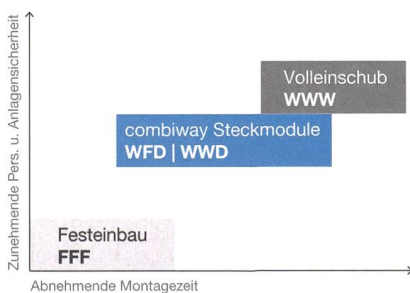 Zunehmende Pers. u. Anlagensicherheit
Volleinschub
WWW
combiway Steckmodule
WFD | WWD
Festeinbau
FFF
Abnehmende Montagezeit